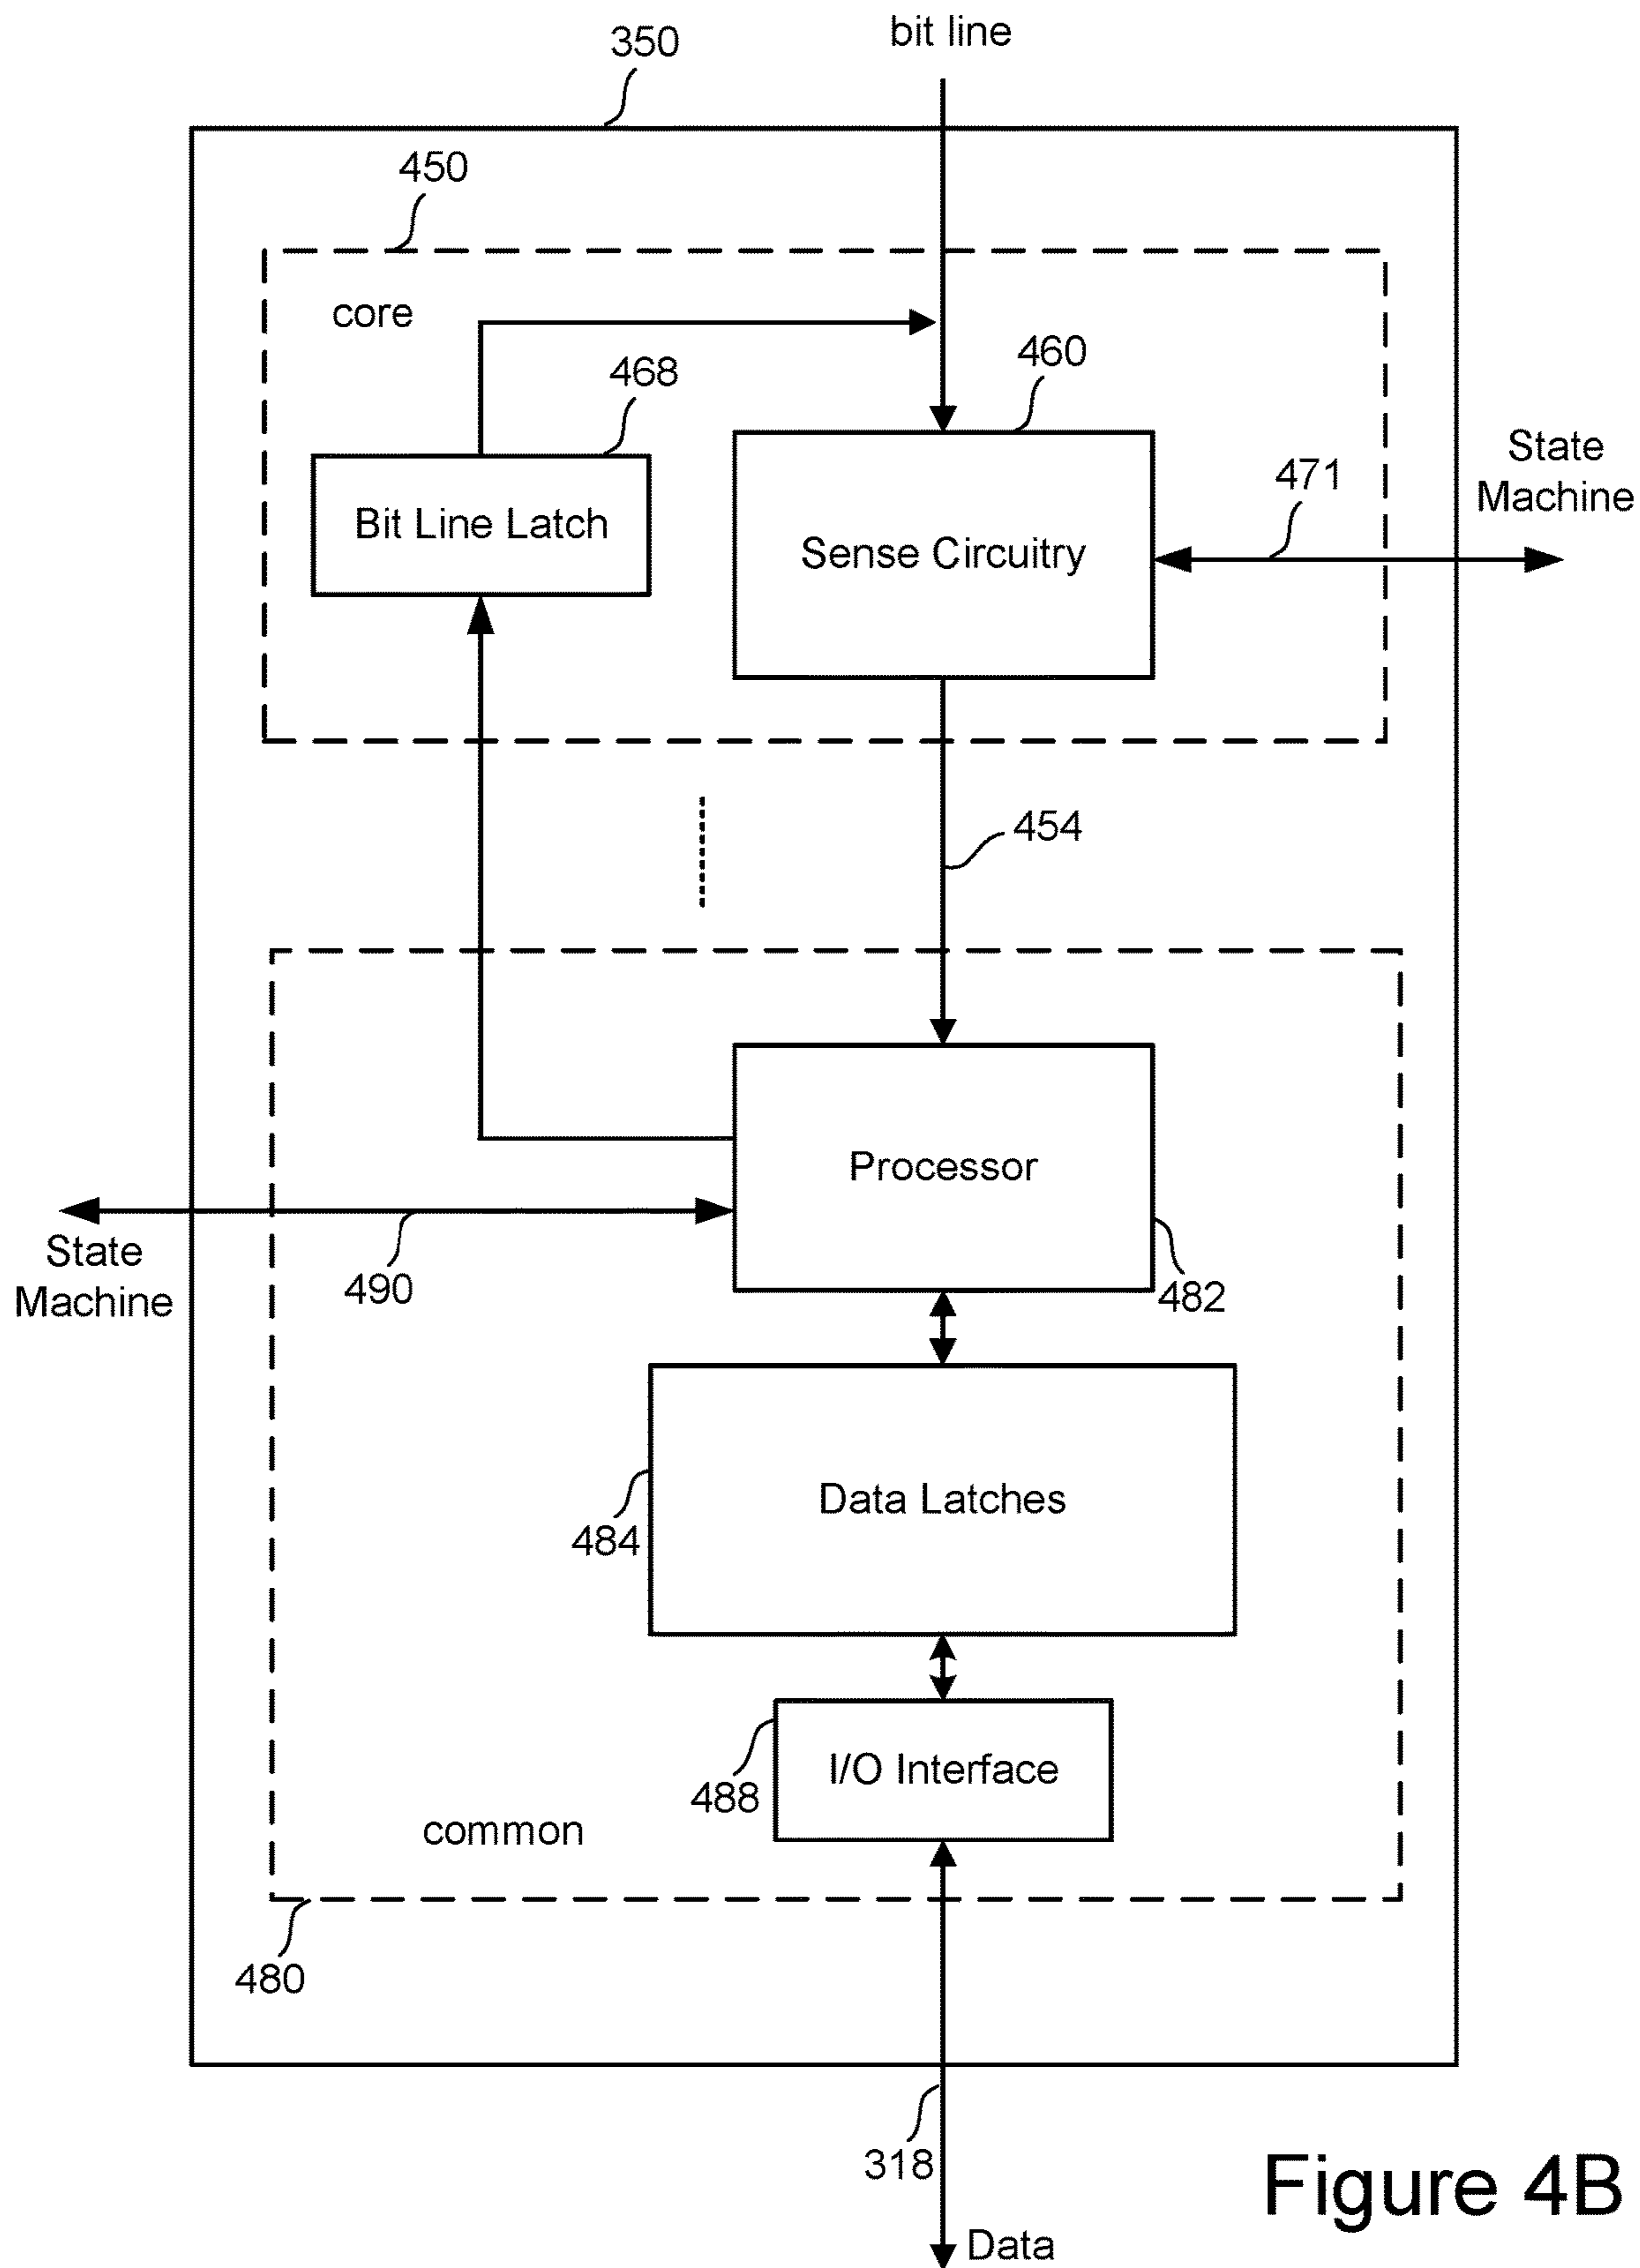 bit line
350
450
core
468
460
Bit Line Latch
Sense Circuitry
471
State
Machine
454
Processor
State
Machine
490
482
Data Latches
484
I/O Interface
488
common
480
318
Data
Figure 4B